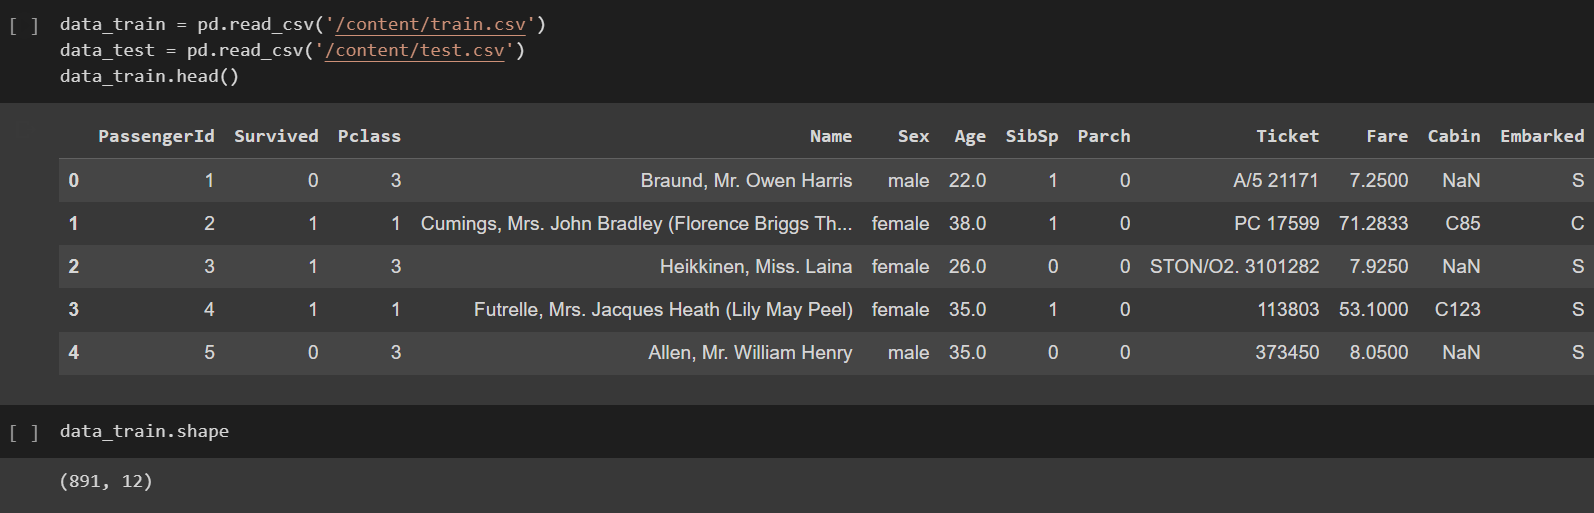 [ ] data_train = pd.read_csv('/content/train.csv')
data_test = pd.read_csv('/content/test.csv')
data_train.head()
PassengerId Survived Pclass Name Sex Age SibSp Parch Ticket Fare Cabin Embarked
0 1 0 3 Braund, Mr. Owen Harris male 22.0 1 0 A/5 21171 7.2500 NaN S
1 2 1 1 Cumings, Mrs. John Bradley (Florence Briggs Th... female 38.0 1 0 PC 17599 71.2833 C85 C
2 3 1 3 Heikkinen, Miss. Laina female 26.0 0 0 STON/O2. 3101282 7.9250 NaN S
3 4 1 1 Futrelle, Mrs. Jacques Heath (Lily May Peel) female 35.0 1 0 113803 53.1000 C123 S
4 5 0 3 Allen, Mr. William Henry male 35.0 0 0 373450 8.0500 NaN S
[ ] data_train.shape
(891, 12)